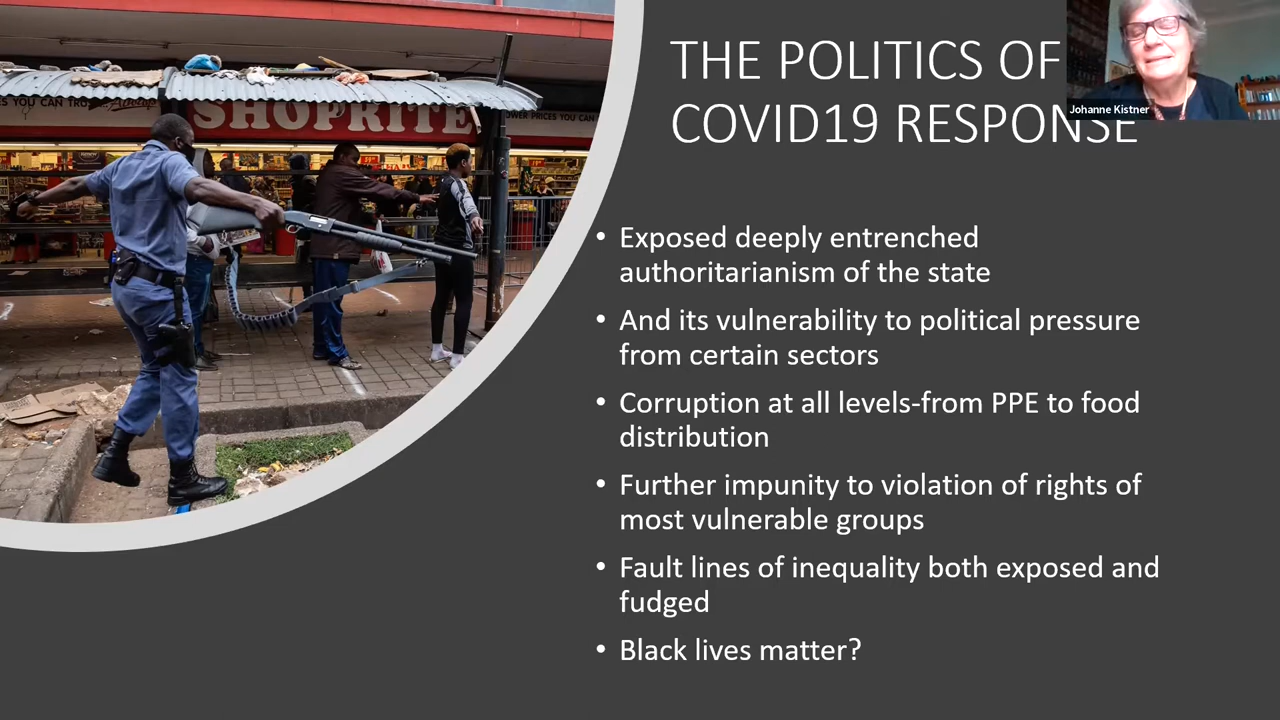 THE POLITICS OF
COVID19 RESPONSE
Johanne Kistner
SHOPRITE
• Exposed deeply entrenched
authoritarianism of the state
• And its vulnerability to political pressure
from certain sectors
• Corruption at all levels-from PPE to food
distribution
• Further impunity to violation of rights of
most vulnerable groups
• Fault lines of inequality both exposed and
fudged
• Black lives matter?